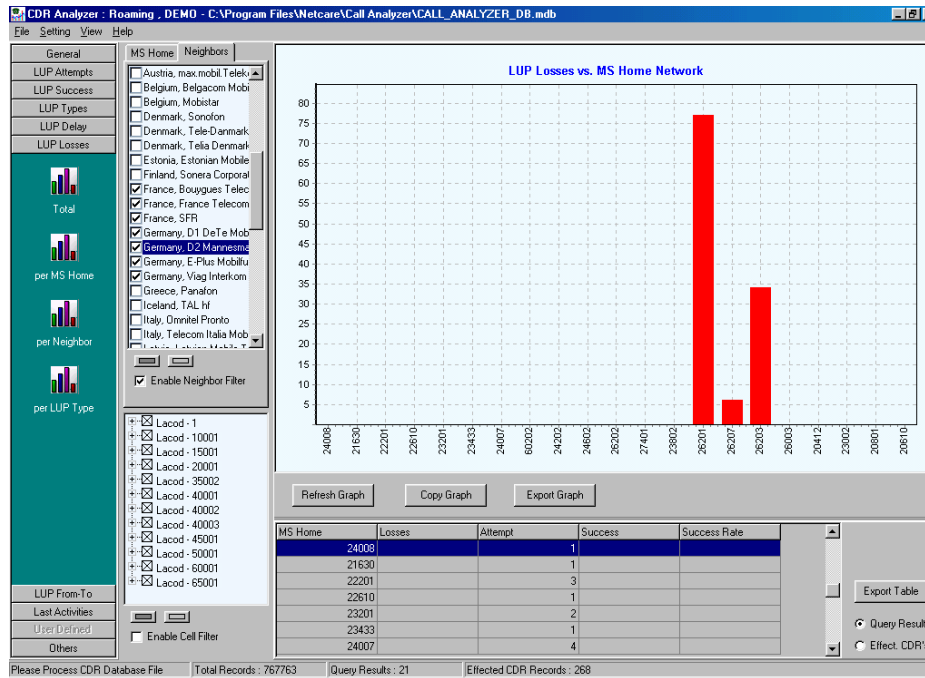 CDR Analyzer : Roaming , DEMO - C:\Program Files\Netcare\Call Analyzer\CALL_ANALYZER_DB.mdb
File Setting View Help
General
LUP Attempts
LUP Success
LUP Types
LUP Delay
LUP Losses
Total
per MS Home
per Neighbor
per LUP Type
LUP From-To
Last Activities
User Defined
Others
MS Home Neighbors
Austria, max.mobil.Telek
Belgium, Belgacom Mobi
Belgium, Mobistar
Denmark, Sonofon
Denmark, Tele-Danmark
Denmark, Telia Denmark
Estonia, Estonian Mobile
Finland, Sonera Corporat
France, Bouygues Telec
France, France Telecom
France, SFR
Germany, D1 DeTe Mob
Germany, D2 Mannesma
Germany, E-Plus Mobilfu
Germany, Viag Interkom
Greece, Panafon
Iceland, TAL hf
Italy, Omnitel Pronto
Italy, Telecom Italia Mob
Latvia, Latvian Mobile T
Enable Neighbor Filter
Lacod - 1
Lacod - 10001
Lacod - 15001
Lacod - 20001
Lacod - 35002
Lacod - 40001
Lacod - 40002
Lacod - 40003
Lacod - 45001
Lacod - 50001
Lacod - 60001
Lacod - 65001
Enable Cell Filter
LUP Losses vs. MS Home Network
80
75
70
65
60
55
50
45
40
35
30
25
20
15
10
5
24008 21630 22201 22610 23201 23433 24007 60202 24202 24602 26202 27401 23802 26201 26207 26203 26003 20412 23002 20801 20610
Refresh Graph Copy Graph Export Graph
MS Home Losses Attempt Success Success Rate
24008 1
21630 1
22201 3
22610 1
23201 2
23433 1
24007 4
Export Table
Query Result
Effect. CDR's
Please Process CDR Database File Total Records : 767763 Query Results : 21 Effected CDR Records : 268